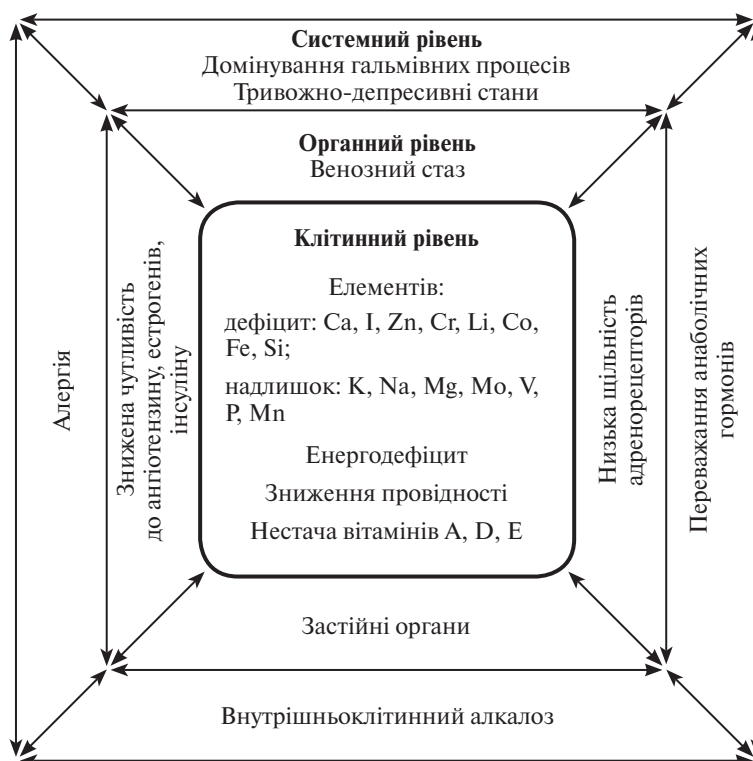 Системний рівень
Домінування гальмівних процесів
Тривожно-депресивні стани
Органний рівень
Венозний стаз
Алергія
Знижена чутливість
до ангіотензину, естрогенів,
інсуліну
Клітинний рівень
Елементів:
дефіцит: Ca, I, Zn, Cr, Li, Co,
Fe, Si;
надлишок: K, Na, Mg, Mo, V,
P, Mn
Енергодефіцит
Зниження провідності
Нестача вітамінів A, D, E
Низька щільність
адренорецепторів
Переважання анаболічних
гормонів
Застійні органи
Внутрішньоклітинний алкалоз